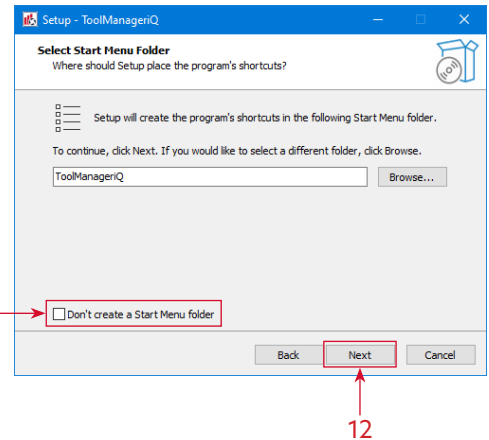 Setup - ToolManageriQ
Select Start Menu Folder
Where should Setup place the program's shortcuts?
Setup will create the program's shortcuts in the following Start Menu folder.
To continue, click Next. If you would like to select a different folder, click Browse.
ToolManageriQ
Browse...
Don't create a Start Menu folder
Back
Next
Cancel
12